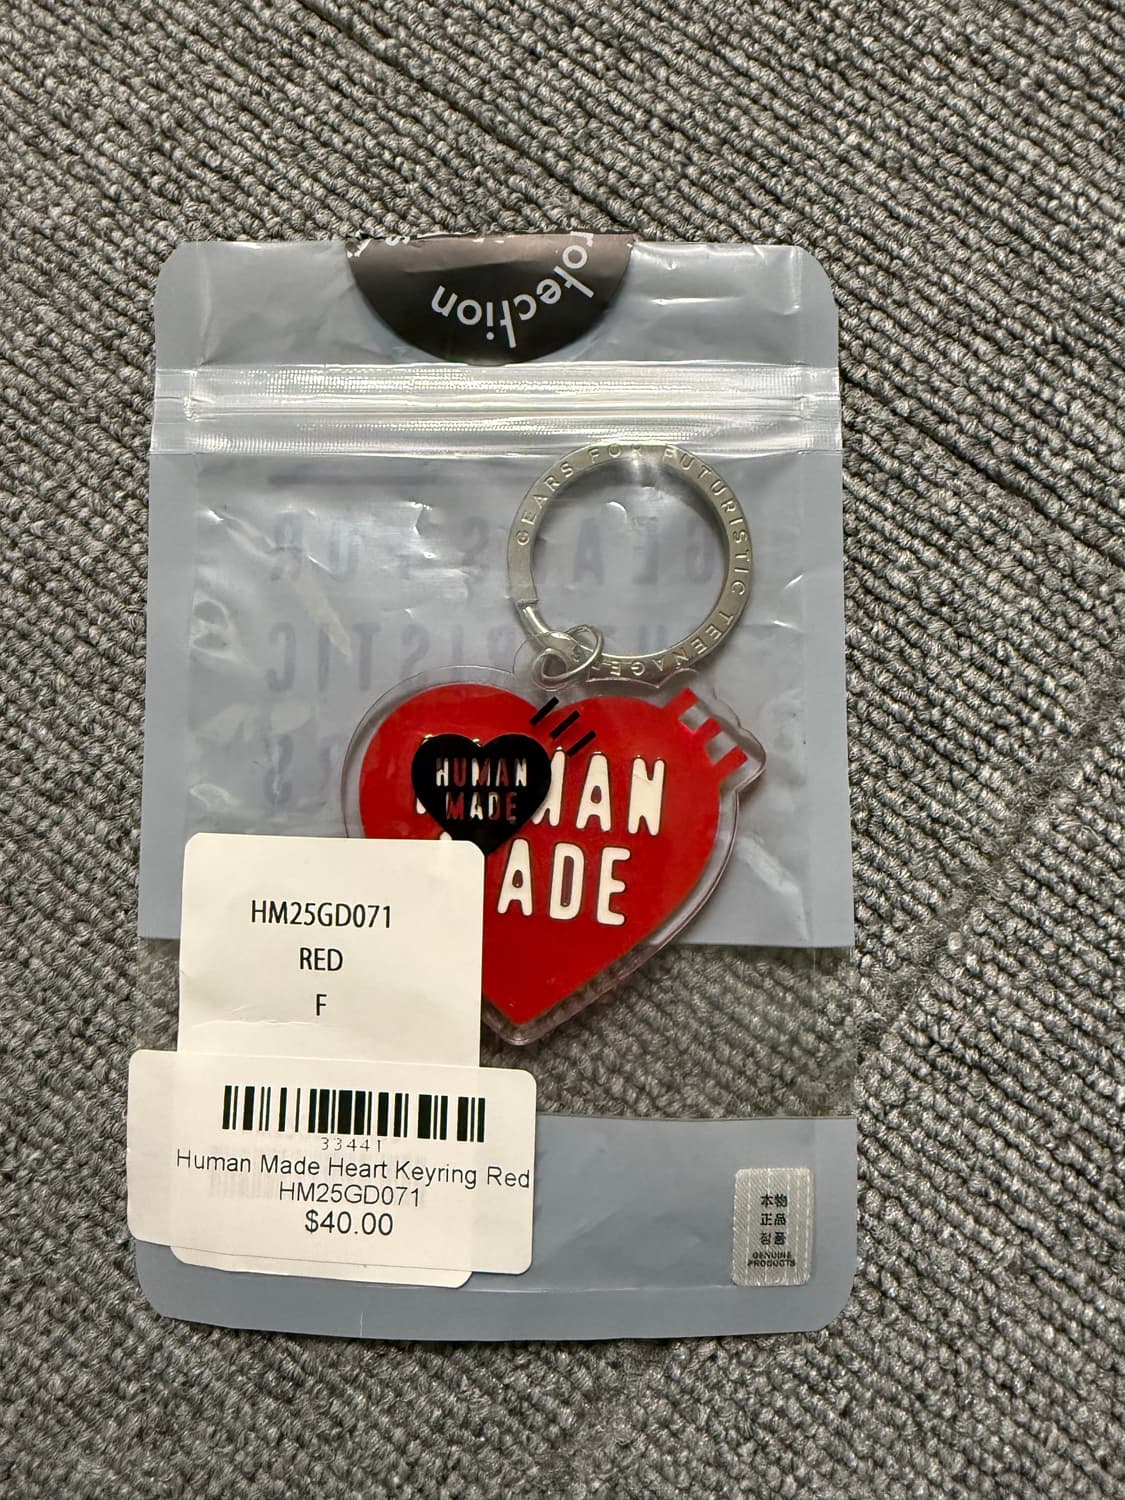 rotection
GEARS FOR FUTURISTIC TEENAGERS
HUMAN
MADE
MAN
MADE
HM25GD071
RED
F
33441
Human Made Heart Keyring Red
HM25GD071
$40.00
本物
正品
정품
GENUINE
PRODUCTS